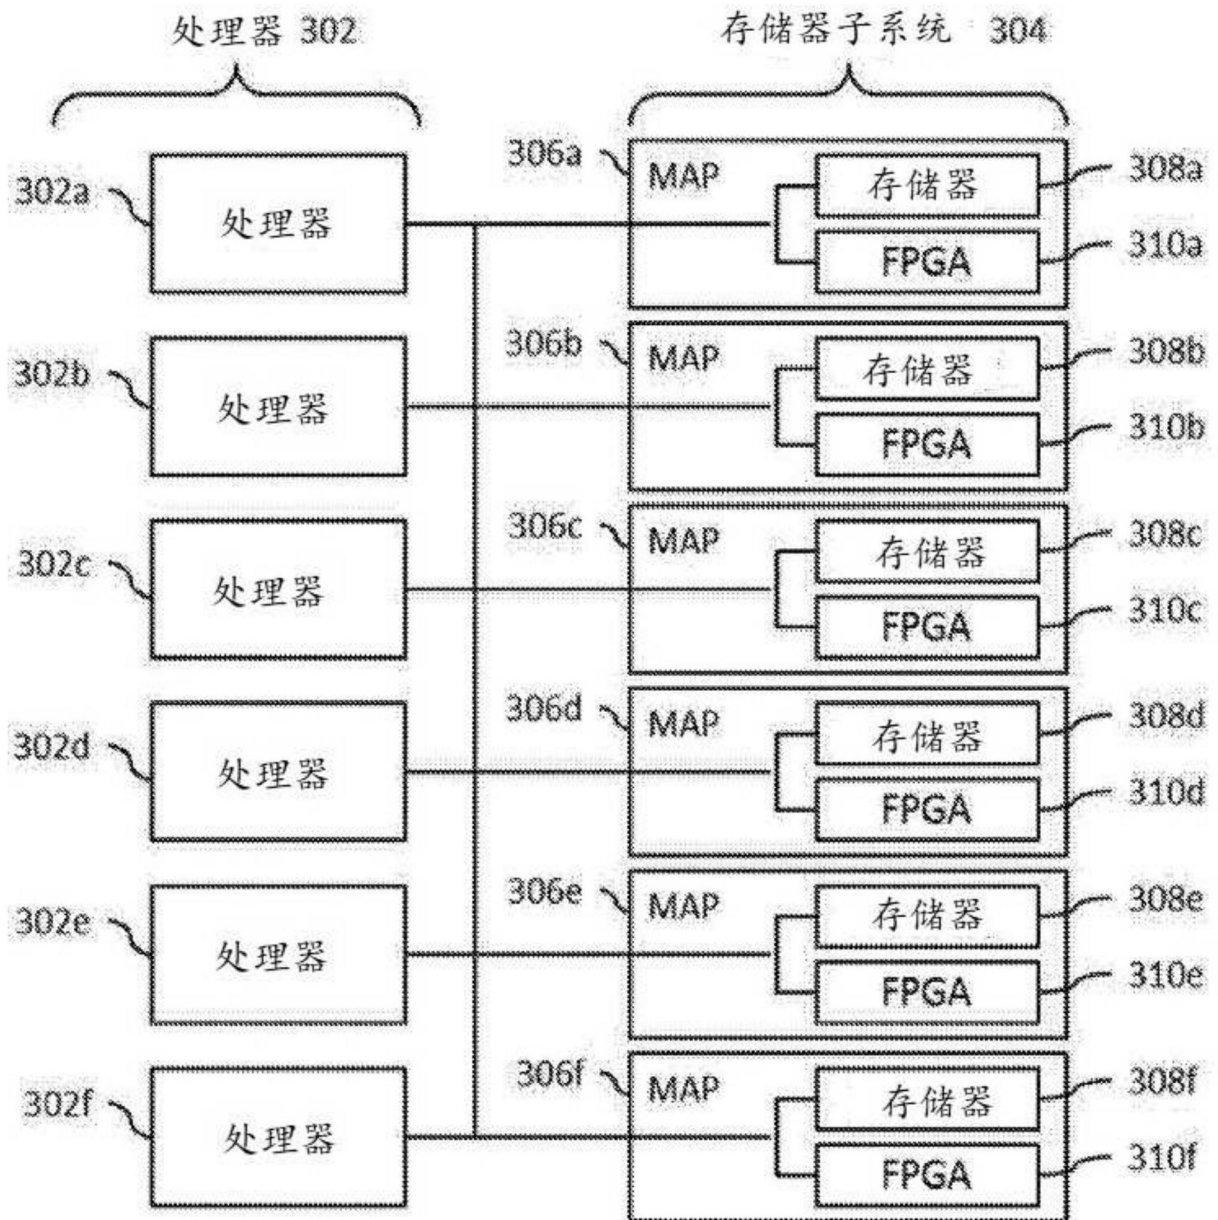 处理器 302
存储器子系统 304
302a
处理器
306a
MAP
存储器
308a
FPGA
310a
302b
处理器
306b
MAP
存储器
308b
FPGA
310b
302c
处理器
306c
MAP
存储器
308c
FPGA
310c
302d
处理器
306d
MAP
存储器
308d
FPGA
310d
302e
处理器
306e
MAP
存储器
308e
FPGA
310e
302f
处理器
306f
MAP
存储器
308f
FPGA
310f